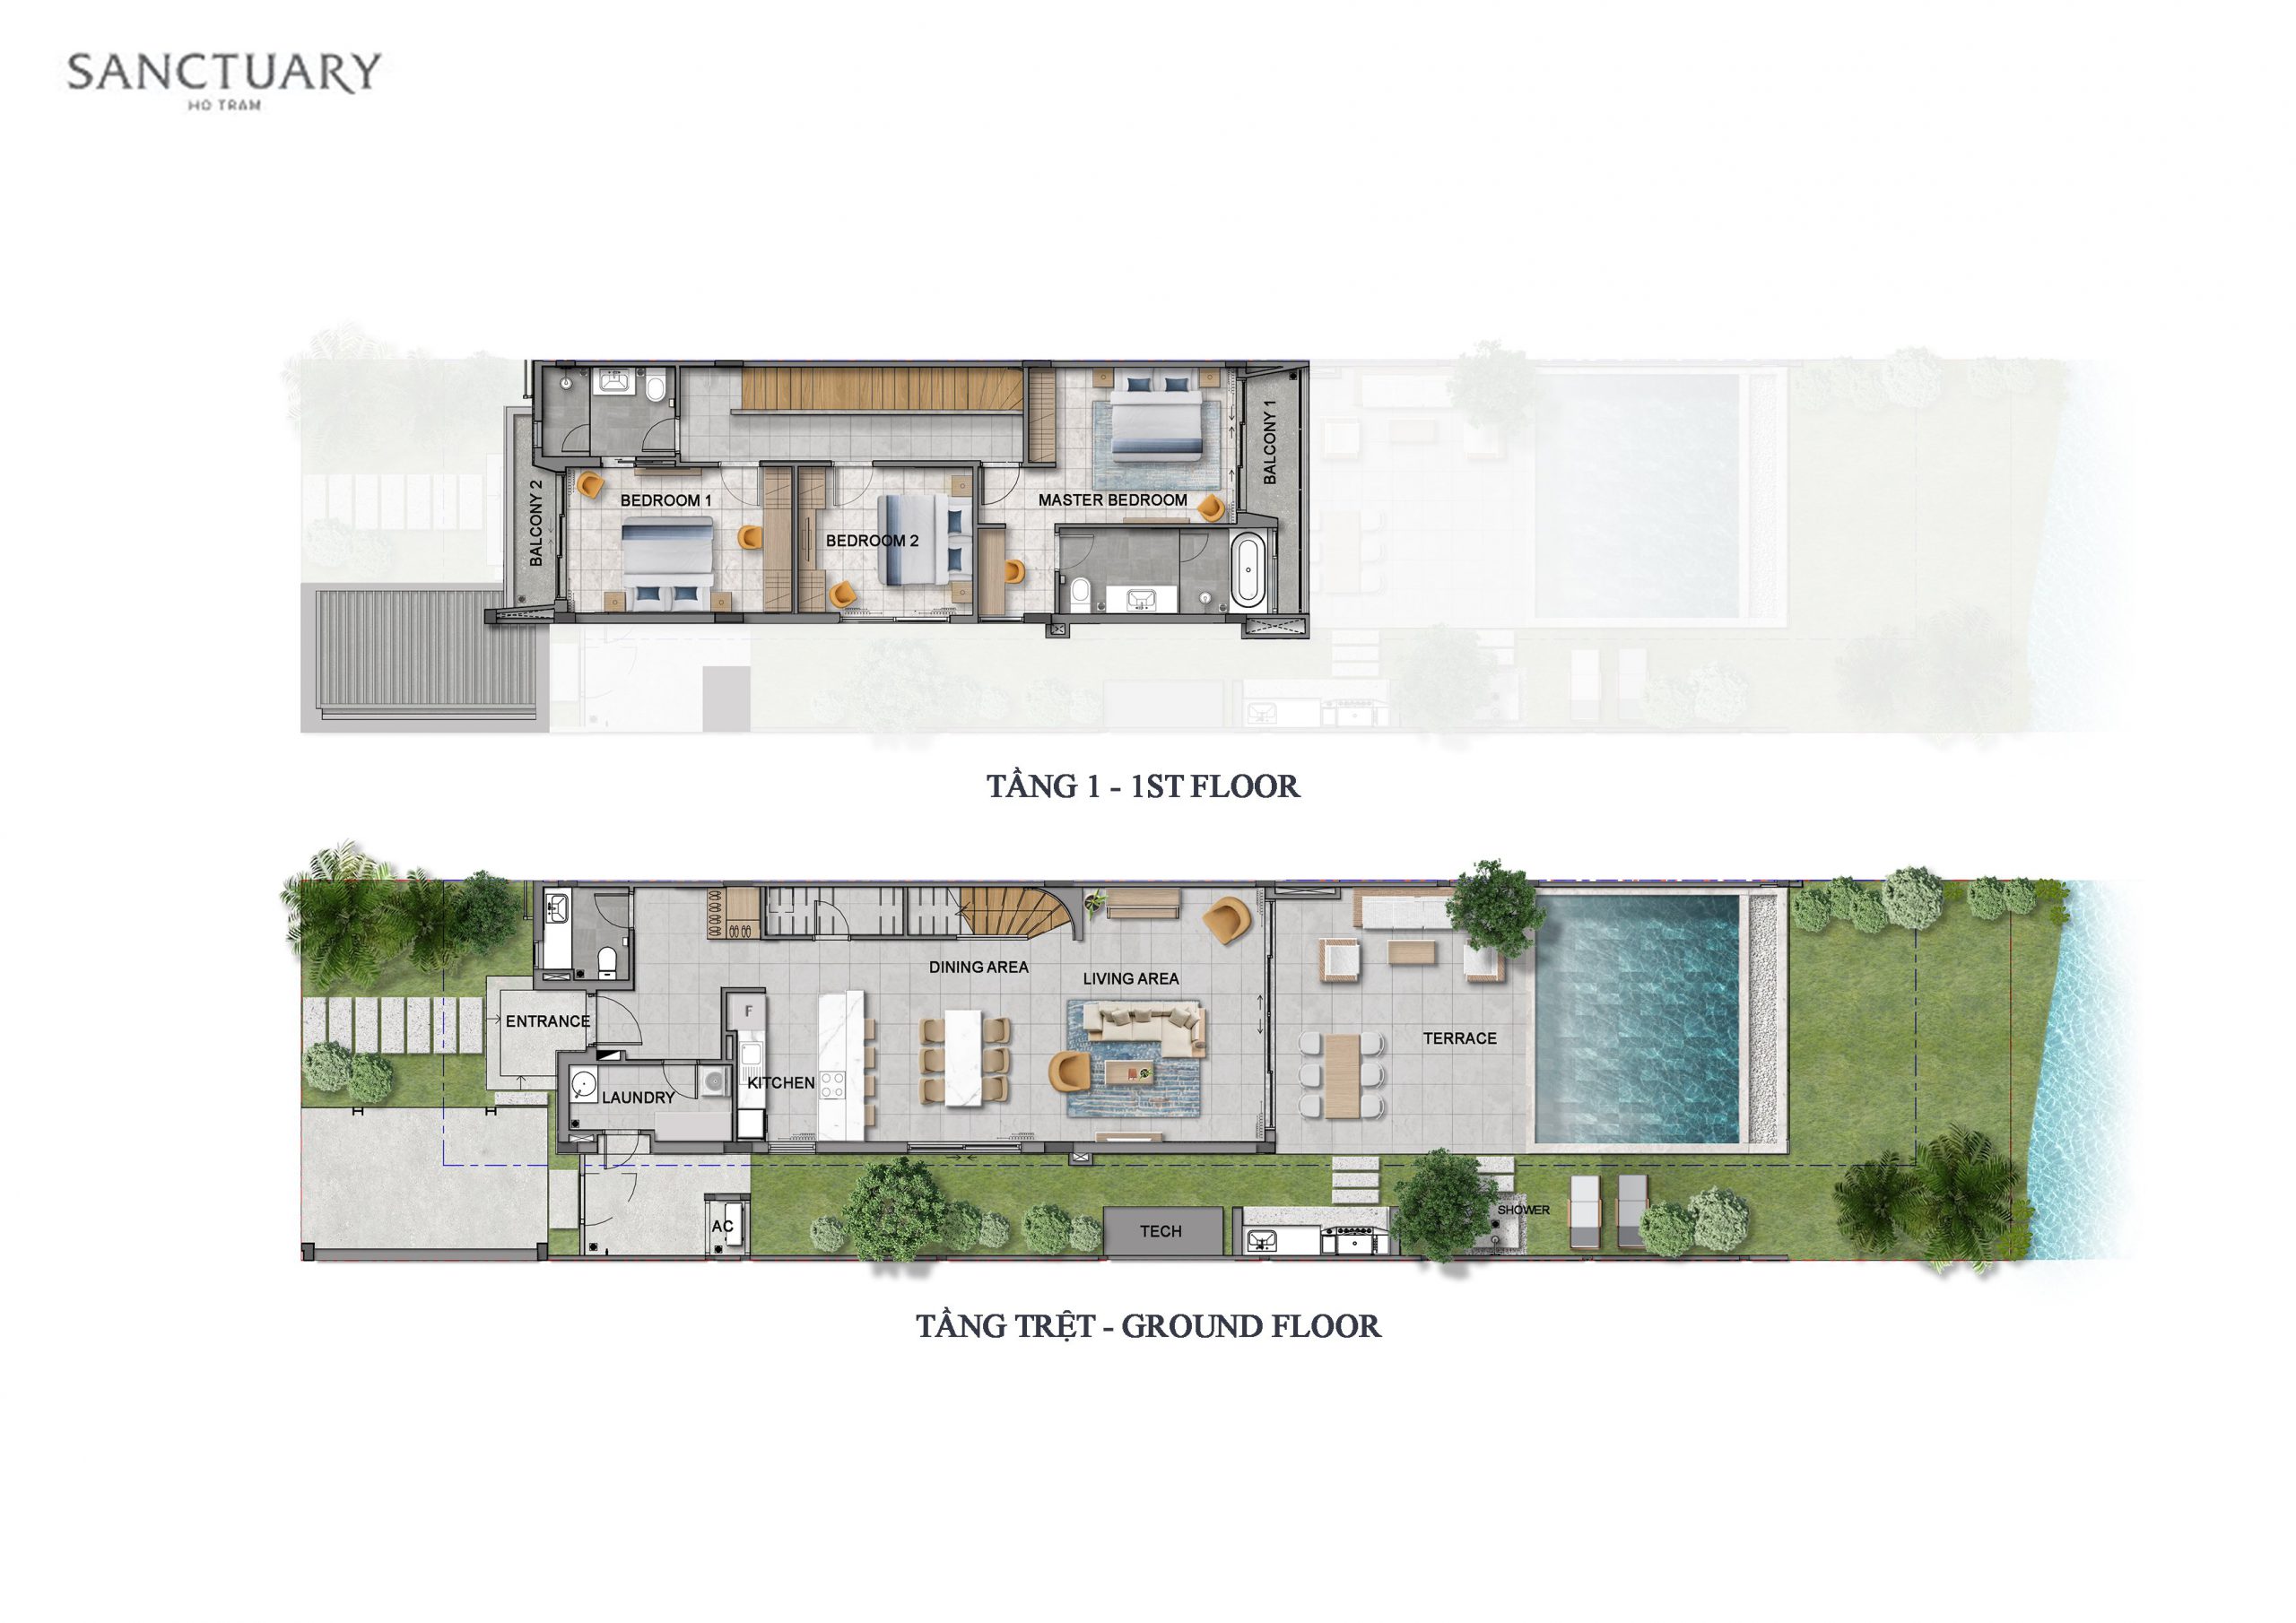 SANCTUARY
HO TRAM
BALCONY 2
BEDROOM 1
BEDROOM 2
MASTER BEDROOM
BALCONY 1
TẦNG 1 - 1ST FLOOR
ENTRANCE
LAUNDRY
F
KITCHEN
DINING AREA
LIVING AREA
TERRACE
AC
TECH
SHOWER
TẦNG TRỆT - GROUND FLOOR